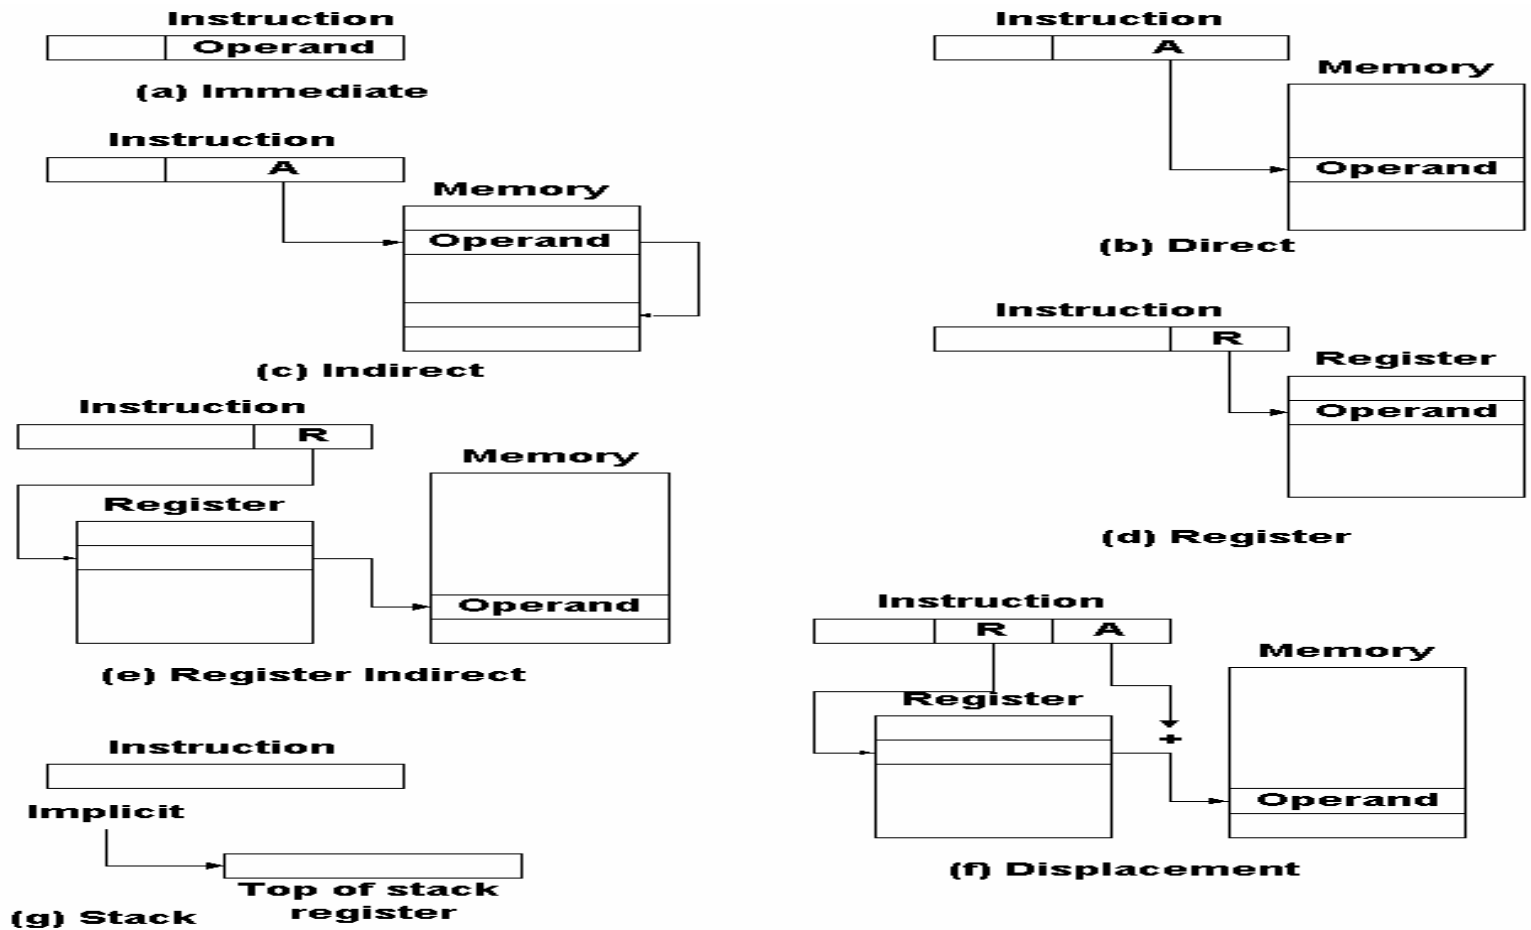 Instruction
Operand
(a) Immediate
Instruction
A
Memory
Operand
(b) Direct
Instruction
A
Memory
Operand
(c) Indirect
Instruction
R
Register
Operand
(d) Register
Instruction
R
Register
Memory
Operand
(e) Register Indirect
Instruction
R A
Register
+
Memory
Operand
(f) Displacement
Instruction
Implicit
Top of stack
register
(g) Stack